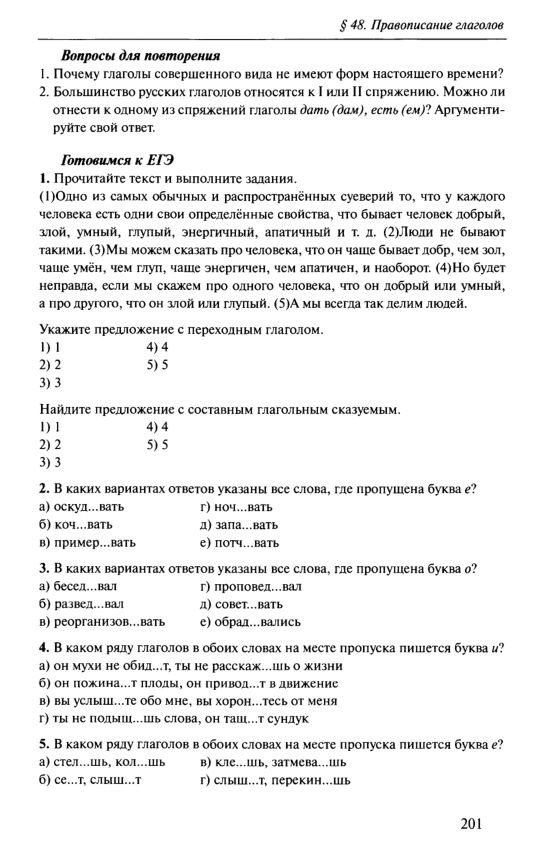 § 48. Правописание глаголов
Вопросы для повторения
1. Почему глаголы совершенного вида не имеют форм настоящего времени?
2. Большинство русских глаголов относятся к I или II спряжению. Можно ли
отнести к одному из спряжений глаголы дать (дам), есть (ем)? Аргументи-
руйте свой ответ.
Готовимся к ЕГЭ
1. Прочитайте текст и выполните задания.
(1)Одно из самых обычных и распространённых суеверий то, что у каждого
человека есть одни свои определённые свойства, что бывает человек добрый,
злой, умный, глупый, энергичный, апатичный и т. д. (2)Люди не бывают
такими. (3)Мы можем сказать про человека, что он чаще бывает добр, чем зол,
чаще умён, чем глуп, чаще энергичен, чем апатичен, и наоборот. (4)Но будет
неправда, если мы скажем про одного человека, что он добрый или умный,
а про другого, что он злой или глупый. (5)А мы всегда так делим людей.
Укажите предложение с переходным глаголом.
1) 1 4) 4
2) 2 5) 5
3) 3
Найдите предложение с составным глагольным сказуемым.
1) 1 4) 4
2) 2 5) 5
3) 3
2. В каких вариантах ответов указаны все слова, где пропущена буква е?
а) оскуд...вать г) ноч...вать
б) коч...вать д) запа...вать
в) пример...вать е) потч...вать
3. В каких вариантах ответов указаны все слова, где пропущена буква о?
а) бесед...вал г) проповед...вал
б) развед...вал д) совет...вать
в) реорганизов...вать е) обрад...вались
4. В каком ряду глаголов в обоих словах на месте пропуска пишется буква и?
а) он мухи не обид...т, ты не расскаж...шь о жизни
б) он пожина...т плоды, он привод...т в движение
в) вы услыш...те обо мне, вы хорон...тесь от меня
г) ты не подыщ...шь слова, он тащ...т сундук
5. В каком ряду глаголов в обоих словах на месте пропуска пишется буква е?
а) стел...шь, кол...шь в) кле...шь, затмева...шь
б) се...т, слыш...т г) слыш...т, перекин...шь
201